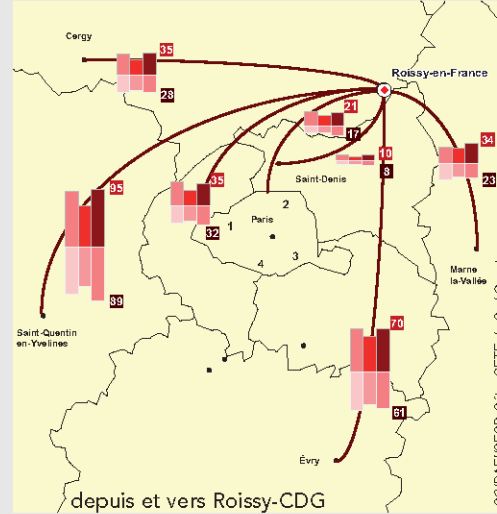 Cergy
35
28
Roissy-en-France
21
17
10
8
34
23
Saint-Denis
95
35
32
2
1
Paris
3
4
89
Marne
la-Vallée
Saint-Quentin
en-Yvelines
70
61
Évry
depuis et vers Roissy-CDG